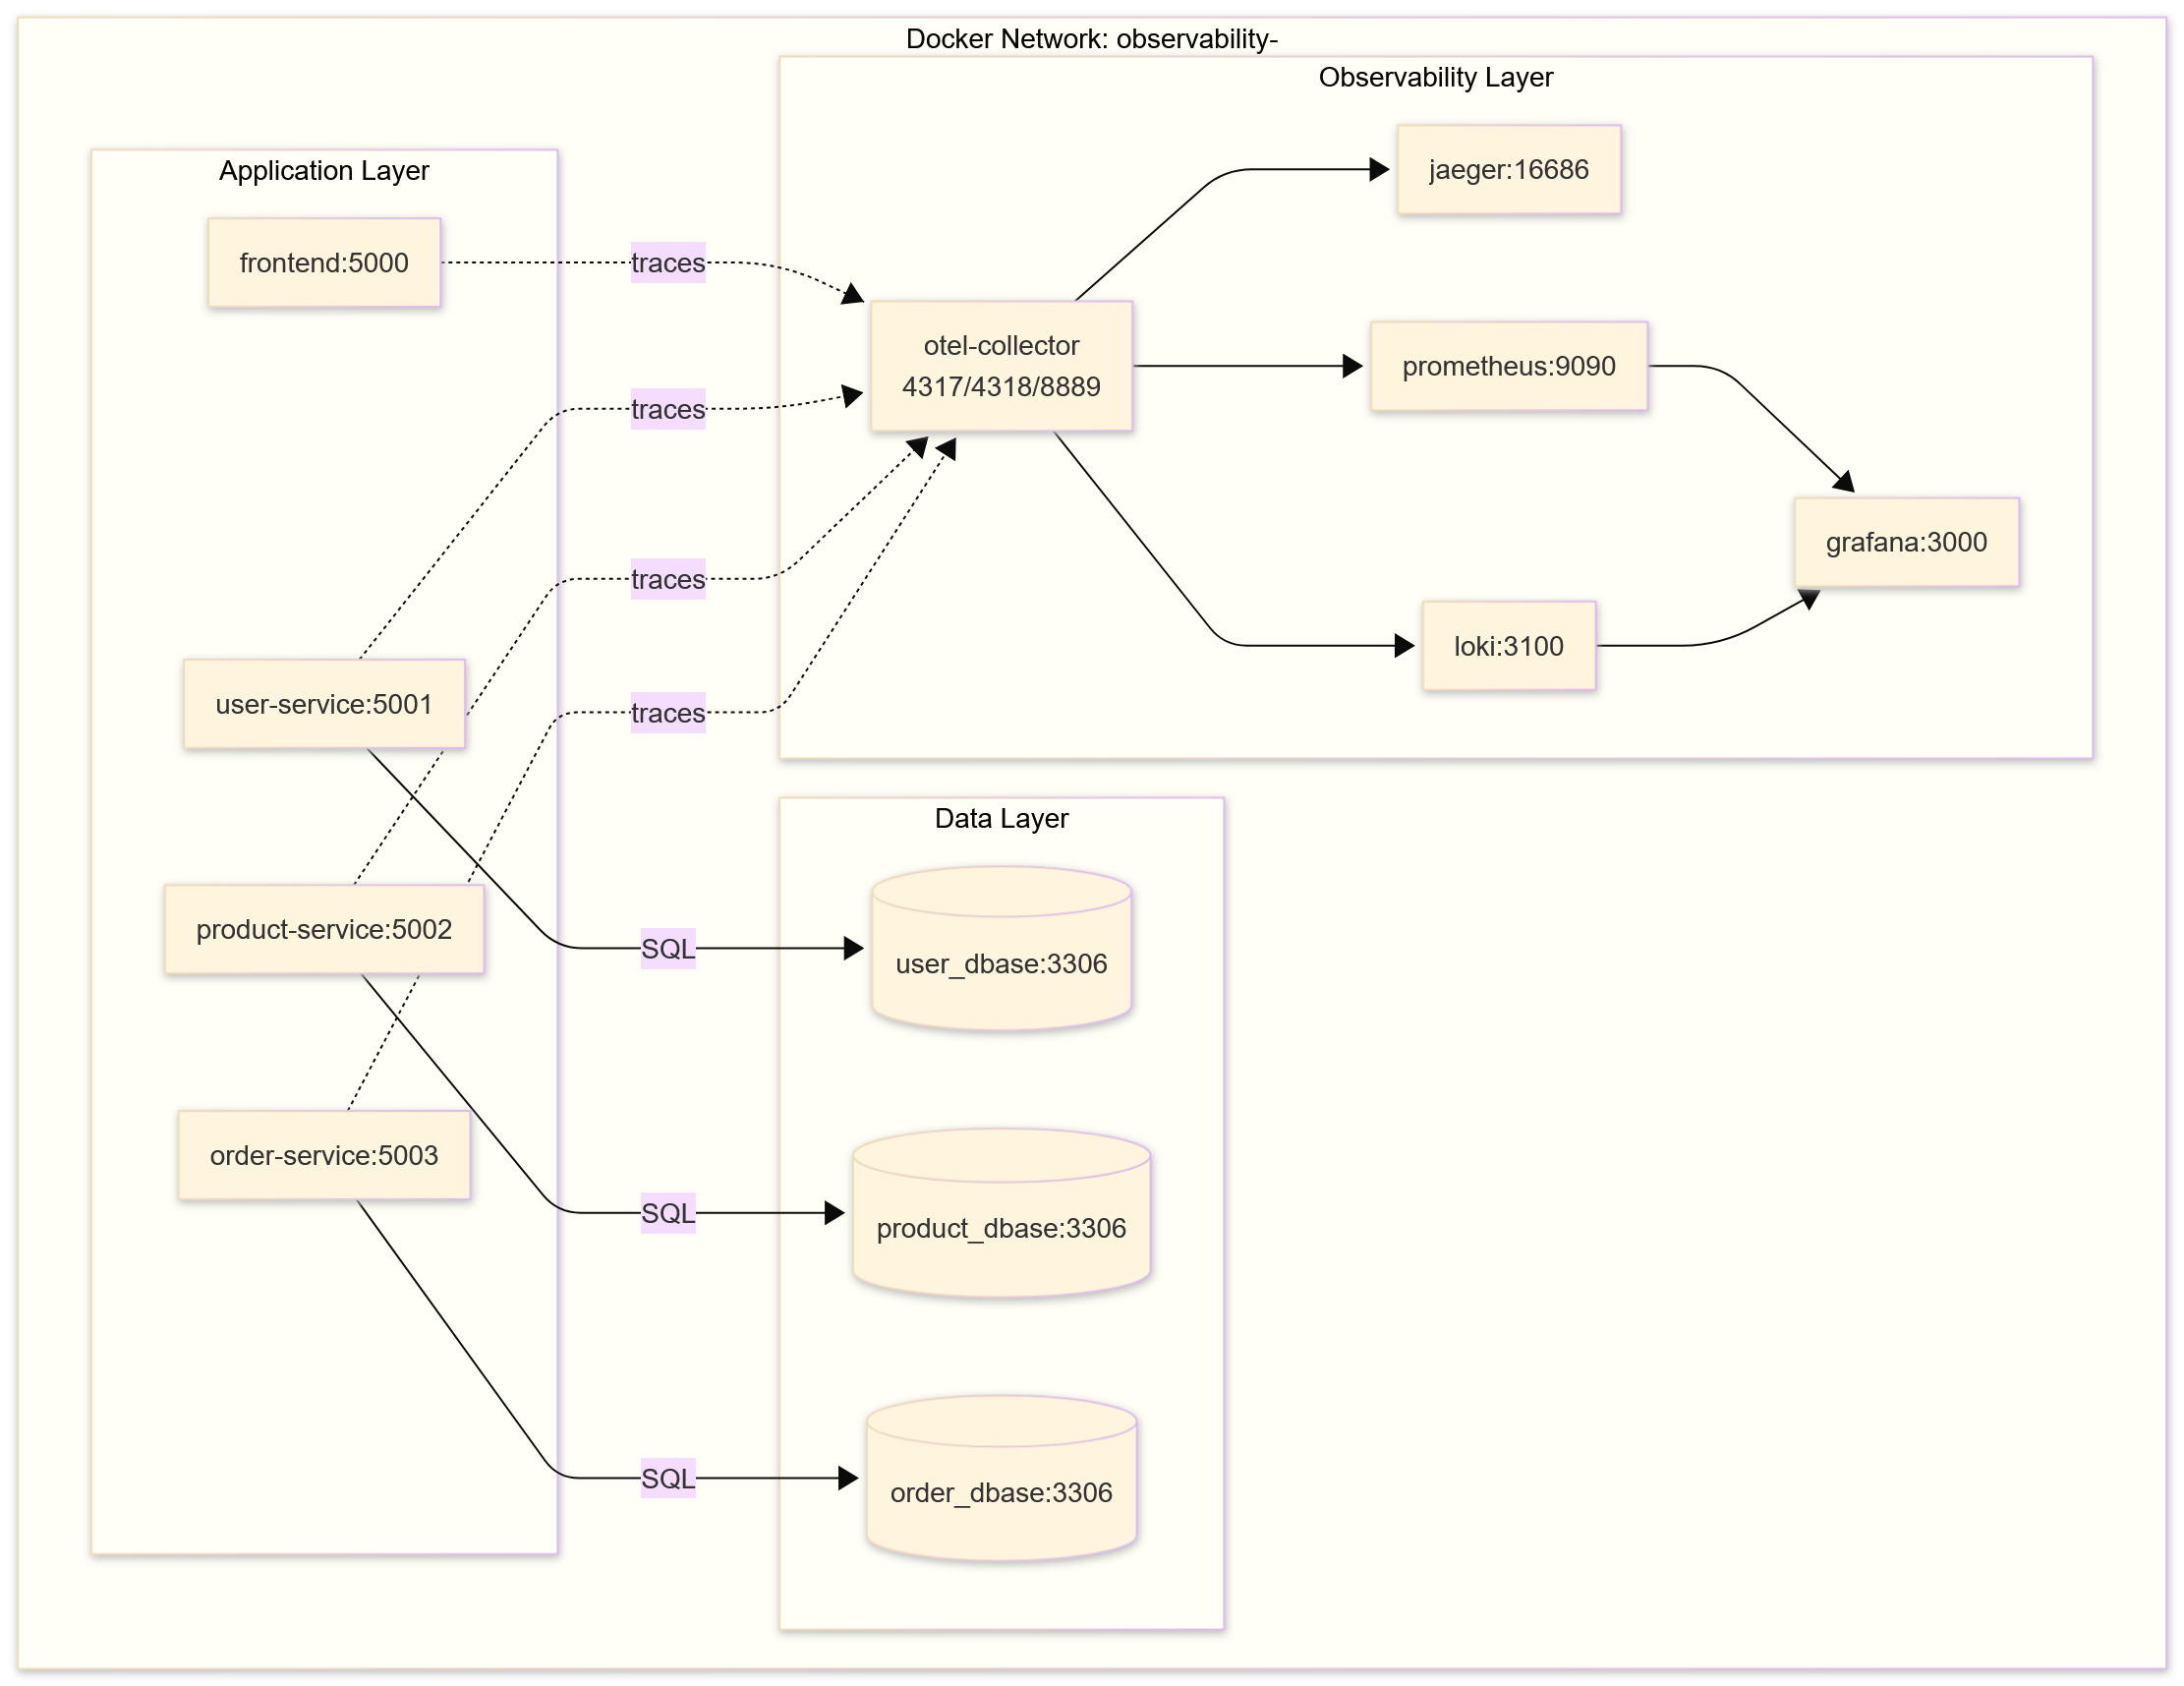 Docker Network: observability-
Observability Layer
Application Layer
jaeger:16686
frontend:5000
traces
otel-collector
4317/4318/8889
prometheus:9090
traces
grafana:3000
traces
loki:3100
user-service:5001
traces
Data Layer
product-service:5002
SQL
user_dbase:3306
order-service:5003
SQL
product_dbase:3306
SQL
order_dbase:3306